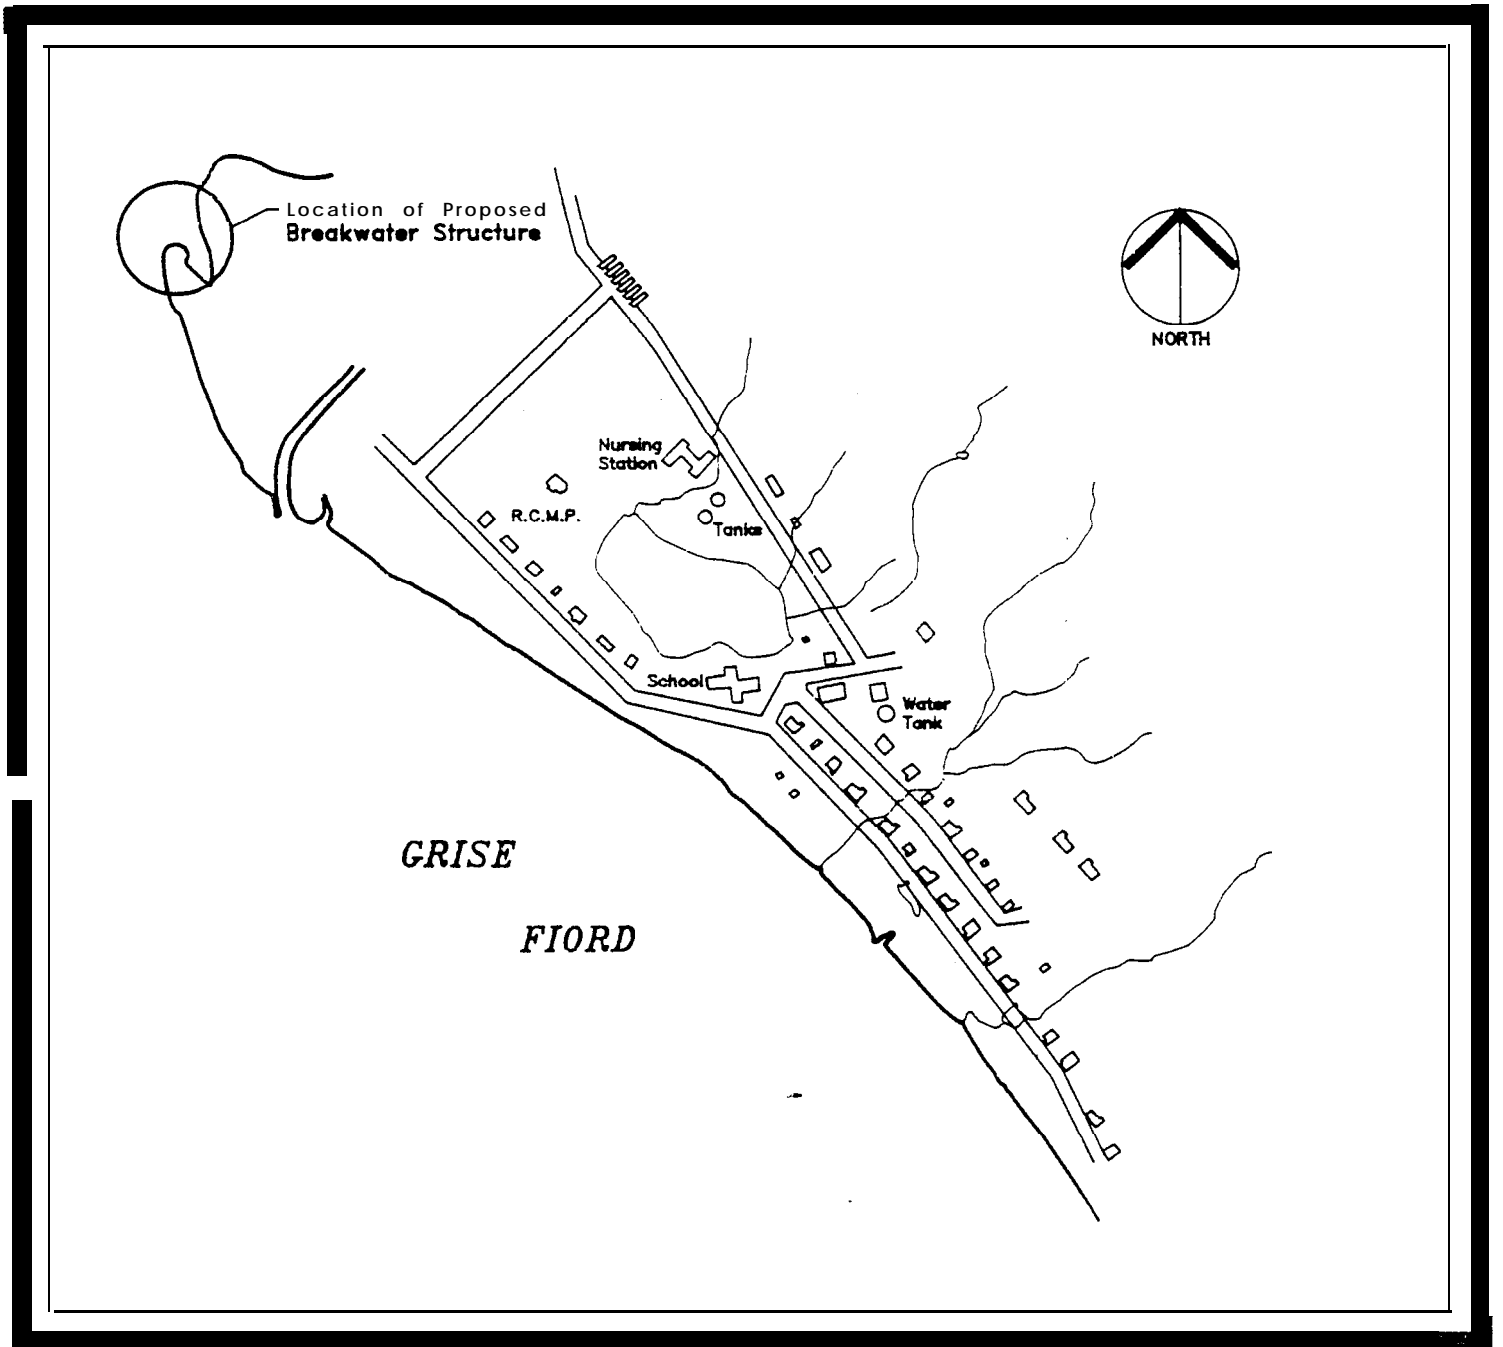 Location of Proposed
Breakwater Structure
NORTH
Nursing
Station
R.C.M.P.
Tanks
School
Water
Tank
GRISE
FIORD